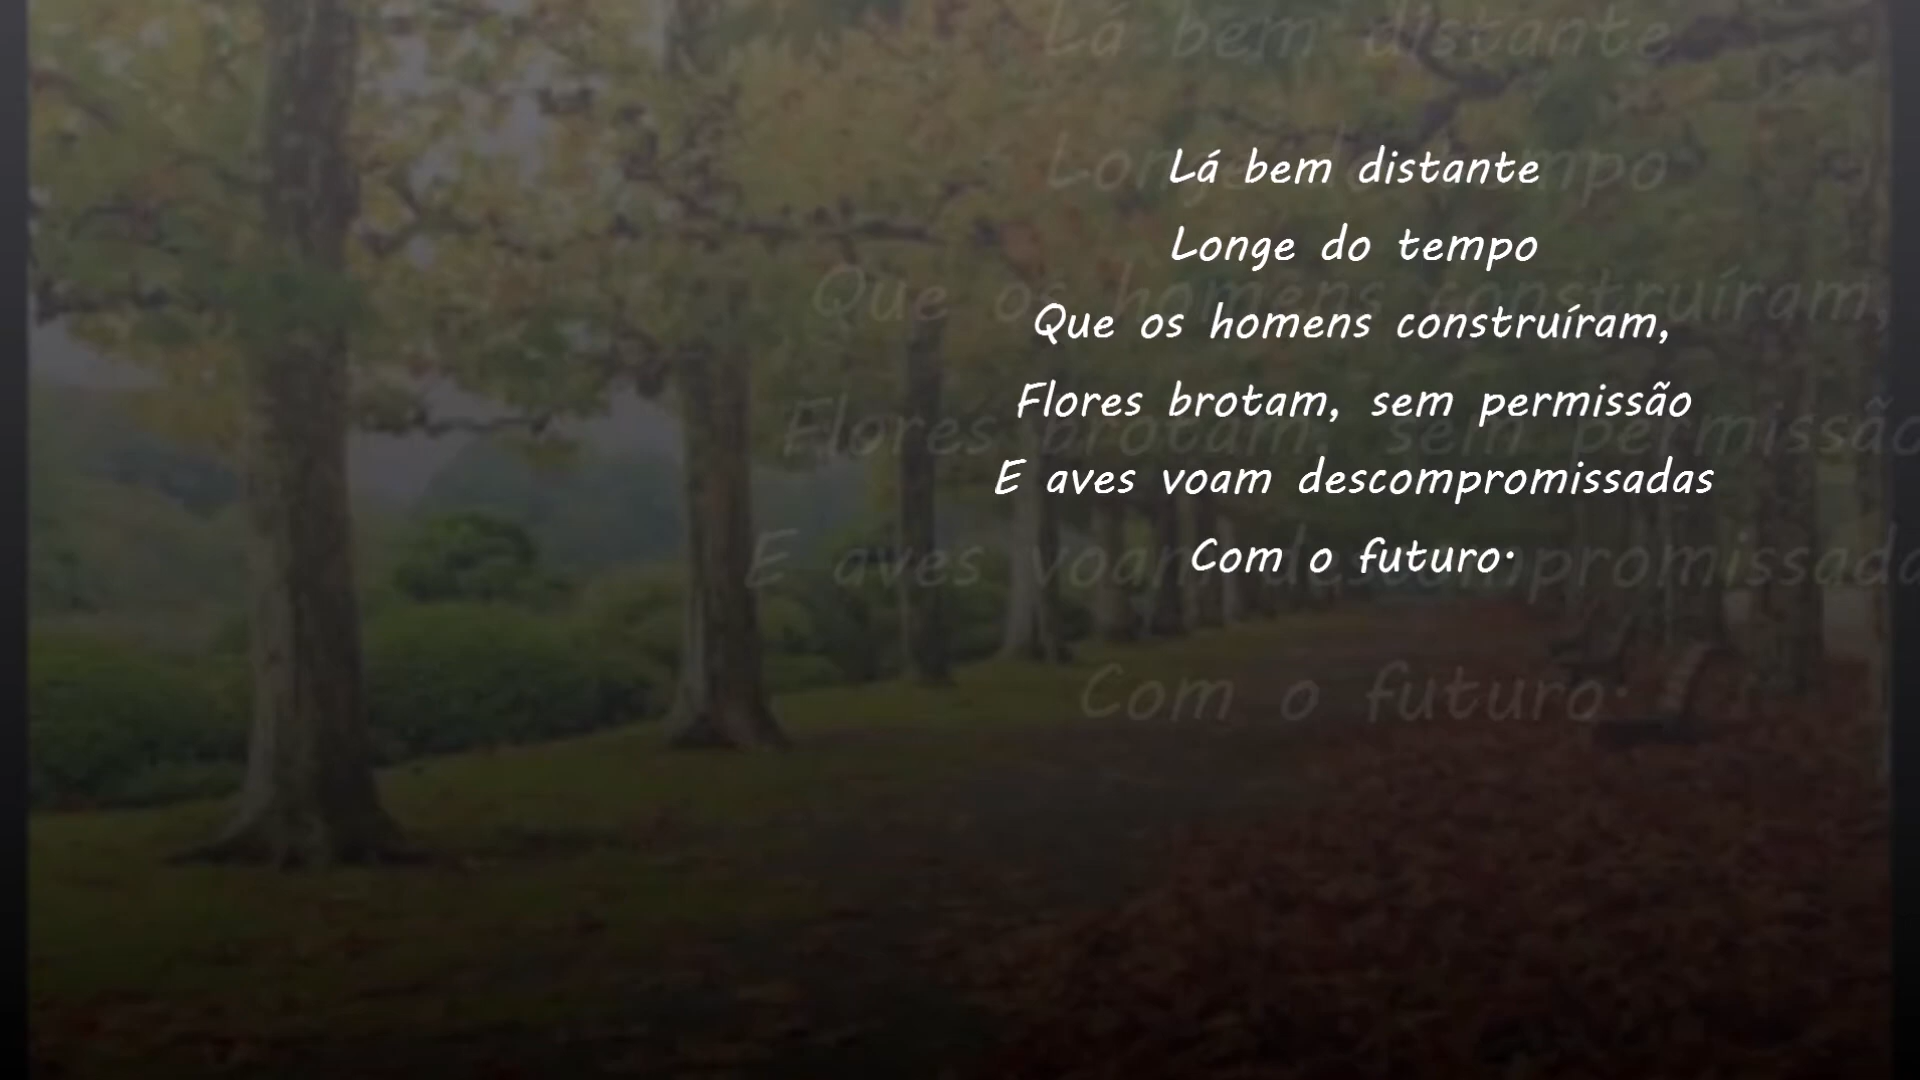 Lá bem distante
Longe do tempo
Que os homens construíram,
Flores brotam, sem permissão
E aves voam descompromissadas
Com o futuro.